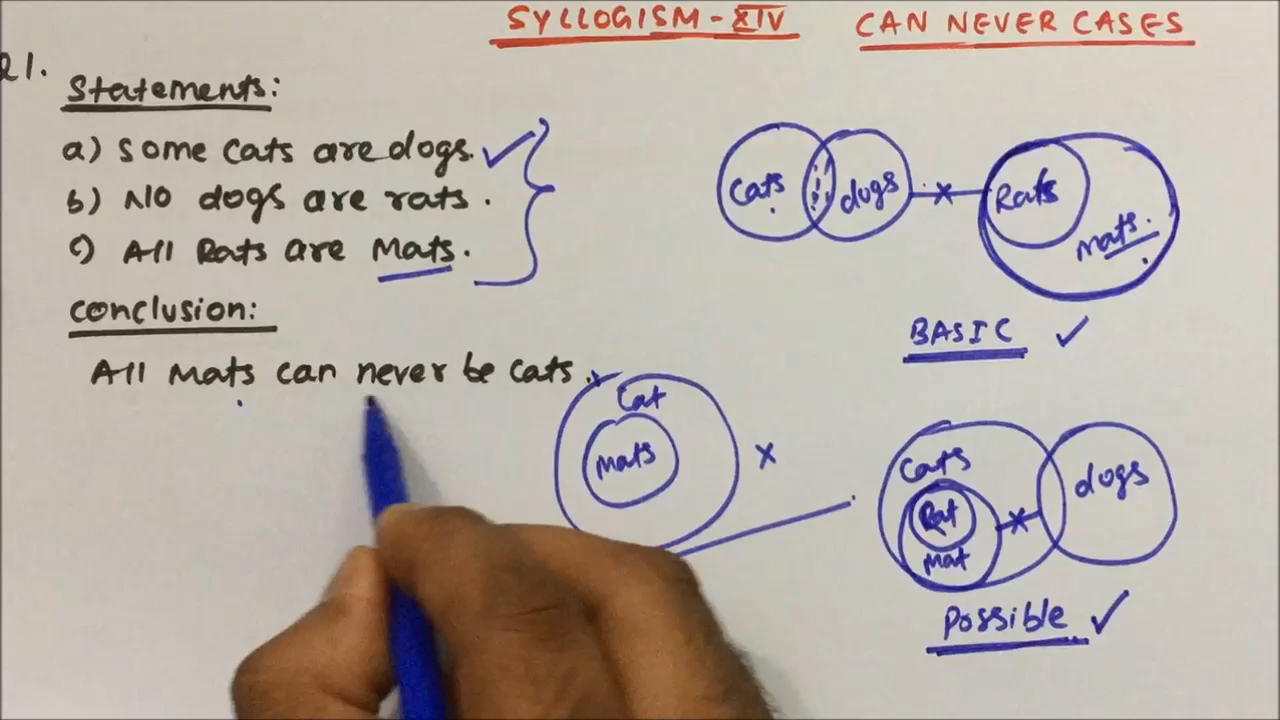 SYLLOGISM - XIV CAN NEVER CASES
21.
Statements:
a) Some Cats are dogs.
b) NO dogs are rats.
c) All Rats are Mats.
Conclusion:
All Mats can never be Cats.
Cats dogs Rats
mats.
BASIC
Cat
Mats
Cats dogs
Rat
Mat
Possible